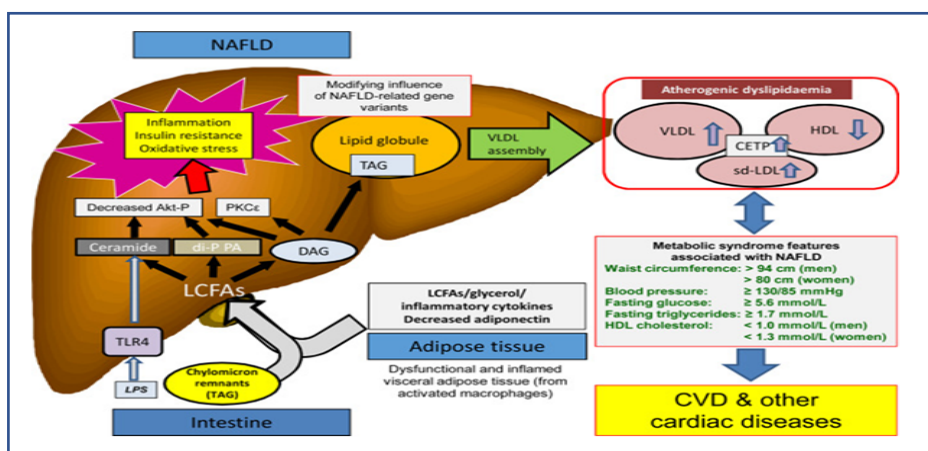 NAFLD
Modifying influence
of NAFLD-related gene
variants
Inflammation
Insulin resistance
Oxidative stress
Lipid globule
TAG
VLDL
assembly
Decreased Akt-P
PKCε
Ceramide
di-P PA
DAG
LCFAs
TLR4
LPS
Chylomicron
remnants
(TAG)
Intestine
LCFAs/glycerol/
inflammatory cytokines
Decreased adiponectin
Adipose tissue
Dysfunctional and inflamed
visceral adipose tissue (from
activated macrophages)
Atherogenic dyslipidaemia
VLDL
HDL
CETP
sd-LDL
Metabolic syndrome features
associated with NAFLD
Waist circumference: > 94 cm (men)
> 80 cm (women)
Blood pressure: ≥ 130/85 mmHg
Fasting glucose: ≥ 5.6 mmol/L
Fasting triglycerides: ≥ 1.7 mmol/L
HDL cholesterol: < 1.0 mmol/L (men)
< 1.3 mmol/L (women)
CVD & other
cardiac diseases